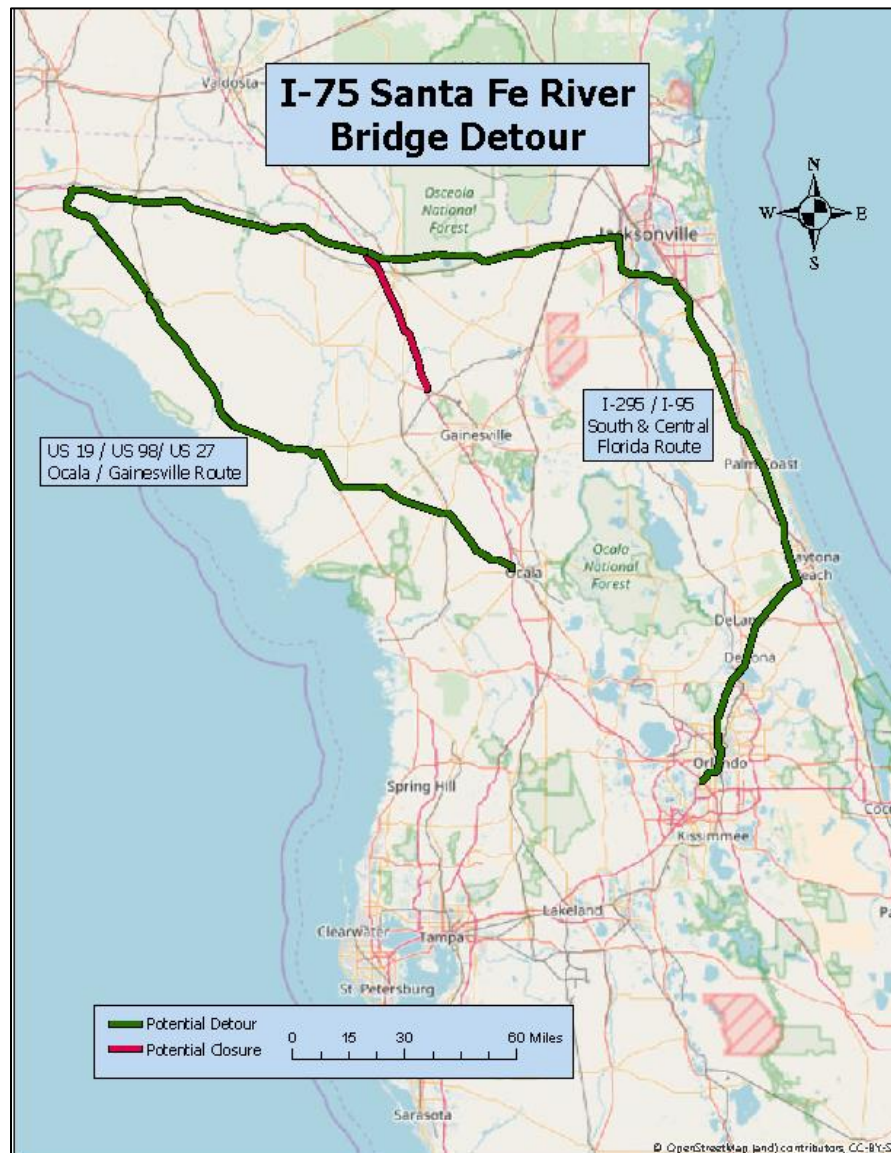 Valdosta
I-75 Santa Fe River
Bridge Detour
N
W E
S
Osceola
National
Forest
Jacksonville
I-295 / I-95
South & Central
Florida Route
US 19 / US 98/ US 27
Ocala / Gainesville Route
Gainesville
Palm Coast
Ocala
National
Forest
Ocala
Daytona
Beach
DeLand
Deltona
Orlando
Spring Hill
Kissimmee
Lakeland
Clearwater
Tampa
St. Petersburg
Potential Detour
Potential Closure
0 15 30 60 Miles
Sarasota
© OpenStreetMap (and) contributors, CC-BY-S